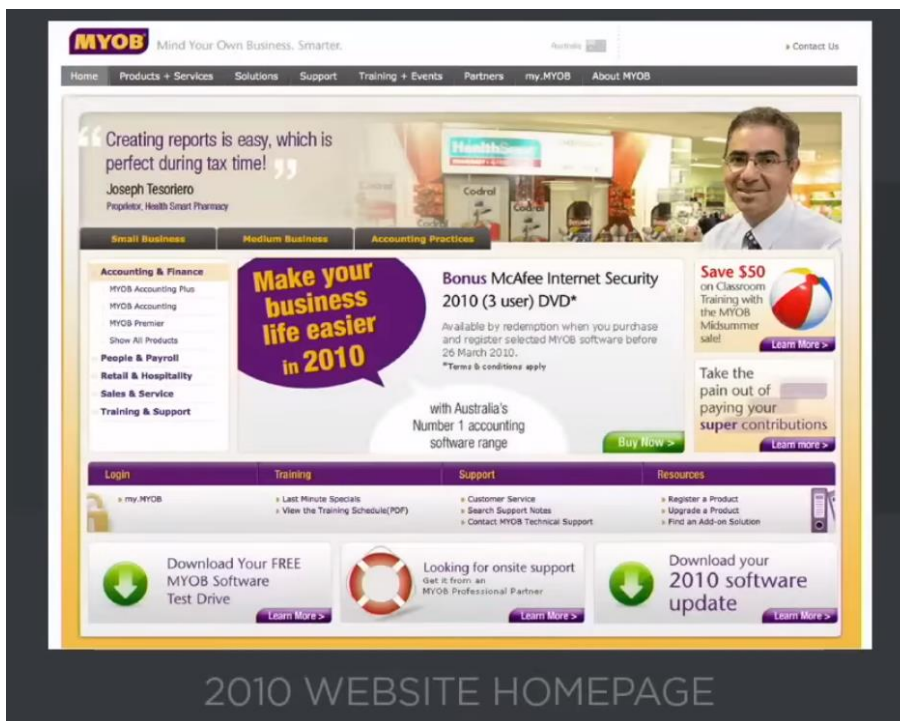 MYOB Mind Your Own Business. Smarter.
Australia
» Contact Us
Home Products + Services Solutions Support Training + Events Partners my.MYOB About MYOB
“Creating reports is easy, which is
perfect during tax time!”
Joseph Tesoriero
Proprietor, Health Smart Pharmacy
HealthSmart
Codral
Codral
Small Business Medium Business Accounting Practices
Accounting & Finance
MYOB Accounting Plus
MYOB Accounting
MYOB Premier
Show All Products
People & Payroll
Retail & Hospitality
Sales & Service
Training & Support
Make your
business
life easier
in 2010
with Australia's
Number 1 accounting
software range
Bonus McAfee Internet Security
2010 (3 user) DVD*
Available by redemption when you purchase
and register selected MYOB software before
26 March 2010.
*Terms & conditions apply
Buy Now >
Save $50
on Classroom
Training with
the MYOB
Midsummer
sale!
Learn More >
Take the
pain out of
paying your
super contributions
Learn more >
Login
» my.MYOB
Training
» Last Minute Specials
» View the Training Schedule(PDF)
Support
» Customer Service
» Search Support Notes
» Contact MYOB Technical Support
Resources
» Register a Product
» Upgrade a Product
» Find an Add-on Solution
Download Your FREE
MYOB Software
Test Drive
Learn More >
Looking for onsite support
Get it from an
MYOB Professional Partner
Learn More >
Download your
2010 software
update
Learn More >
2010 WEBSITE HOMEPAGE